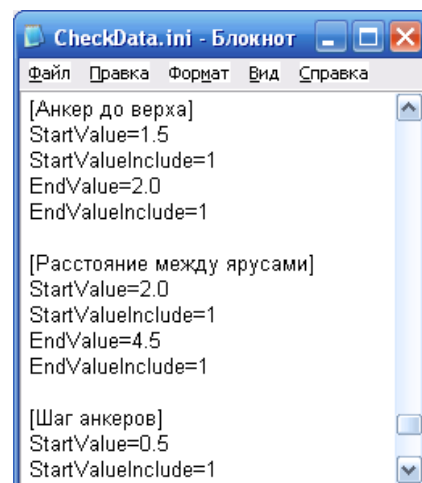 CheckData.ini - Блокнот
Файл Правка Формат Вид Справка
[Анкер до верха]
StartValue=1.5
StartValueInclude=1
EndValue=2.0
EndValueInclude=1
[Расстояние между ярусами]
StartValue=2.0
StartValueInclude=1
EndValue=4.5
EndValueInclude=1
[Шаг анкеров]
StartValue=0.5
StartValueInclude=1